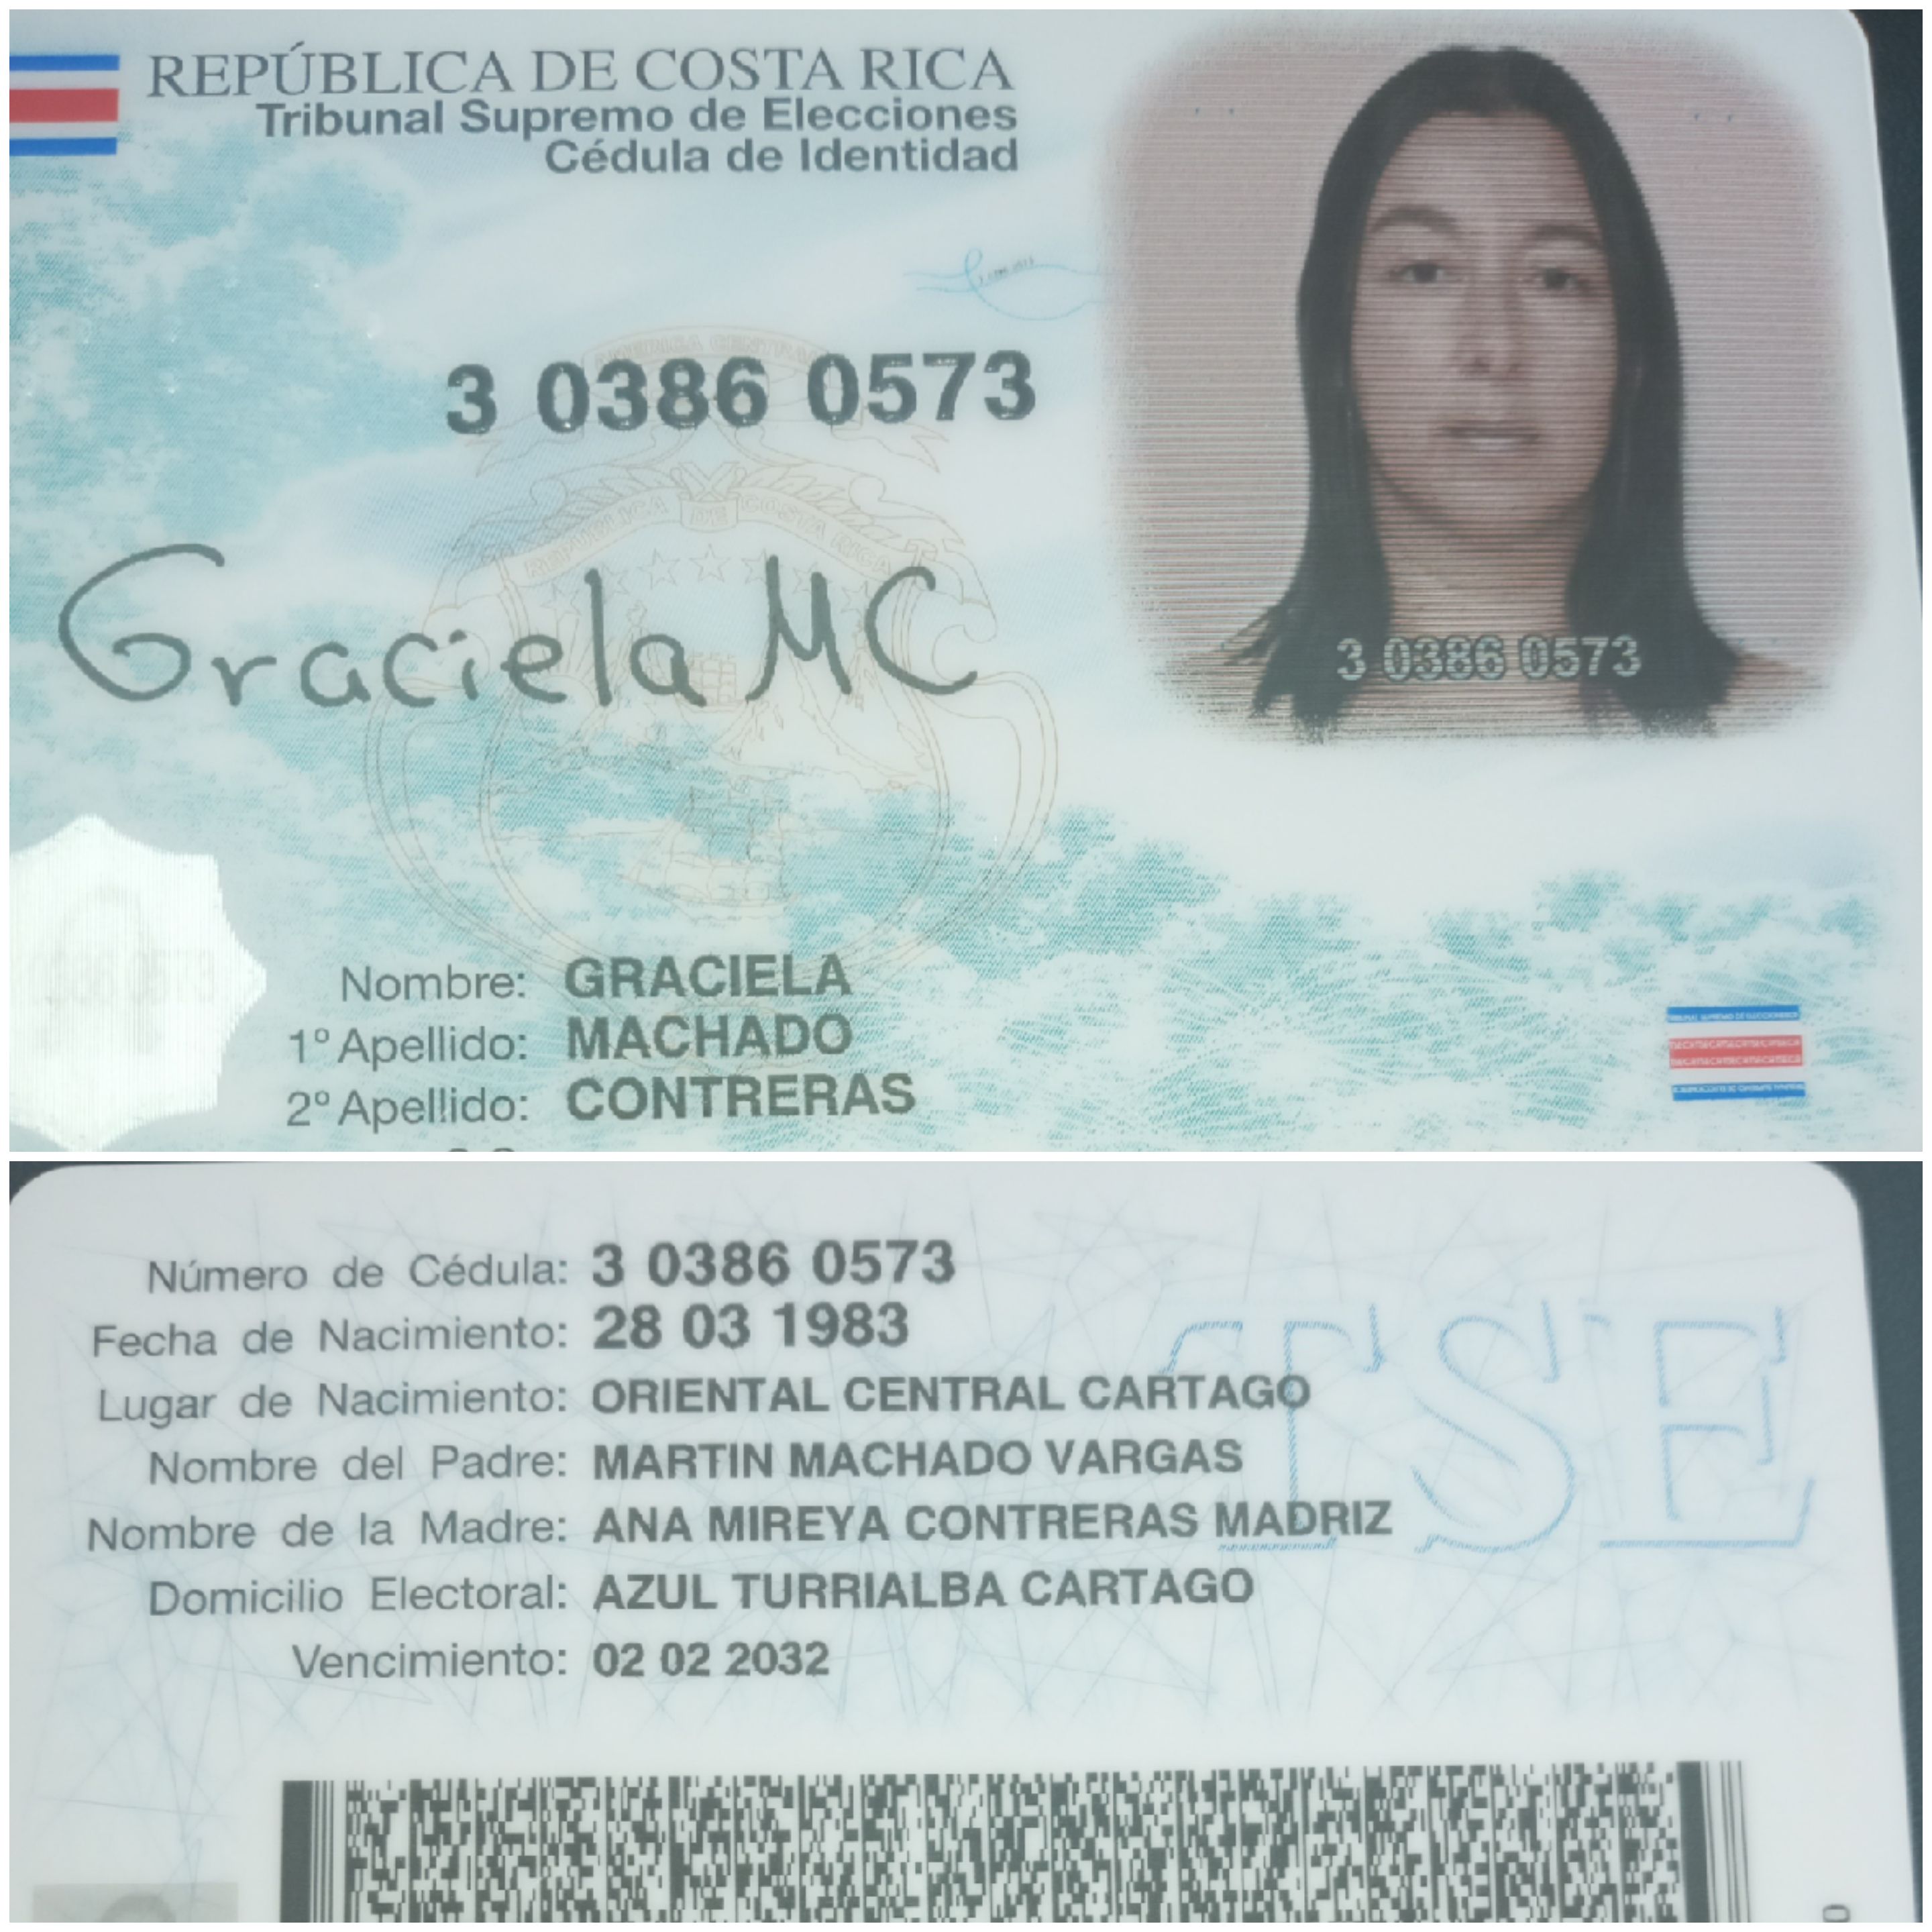 REPÚBLICA DE COSTA RICA
Tribunal Supremo de Elecciones
Cédula de Identidad
AMERICA CENTRAL
3 0386 0573
REPUBLICA DE COSTA RICA
Graciela MC
3 0386 0573
Nombre: GRACIELA
1º Apellido: MACHADO
2º Apellido: CONTRERAS
Número de Cédula: 3 0386 0573
Fecha de Nacimiento: 28 03 1983
Lugar de Nacimiento: ORIENTAL CENTRAL CARTAGO
Nombre del Padre: MARTIN MACHADO VARGAS
Nombre de la Madre: ANA MIREYA CONTRERAS MADRIZ
Domicilio Electoral: AZUL TURRIALBA CARTAGO
Vencimiento: 02 02 2032
TSE